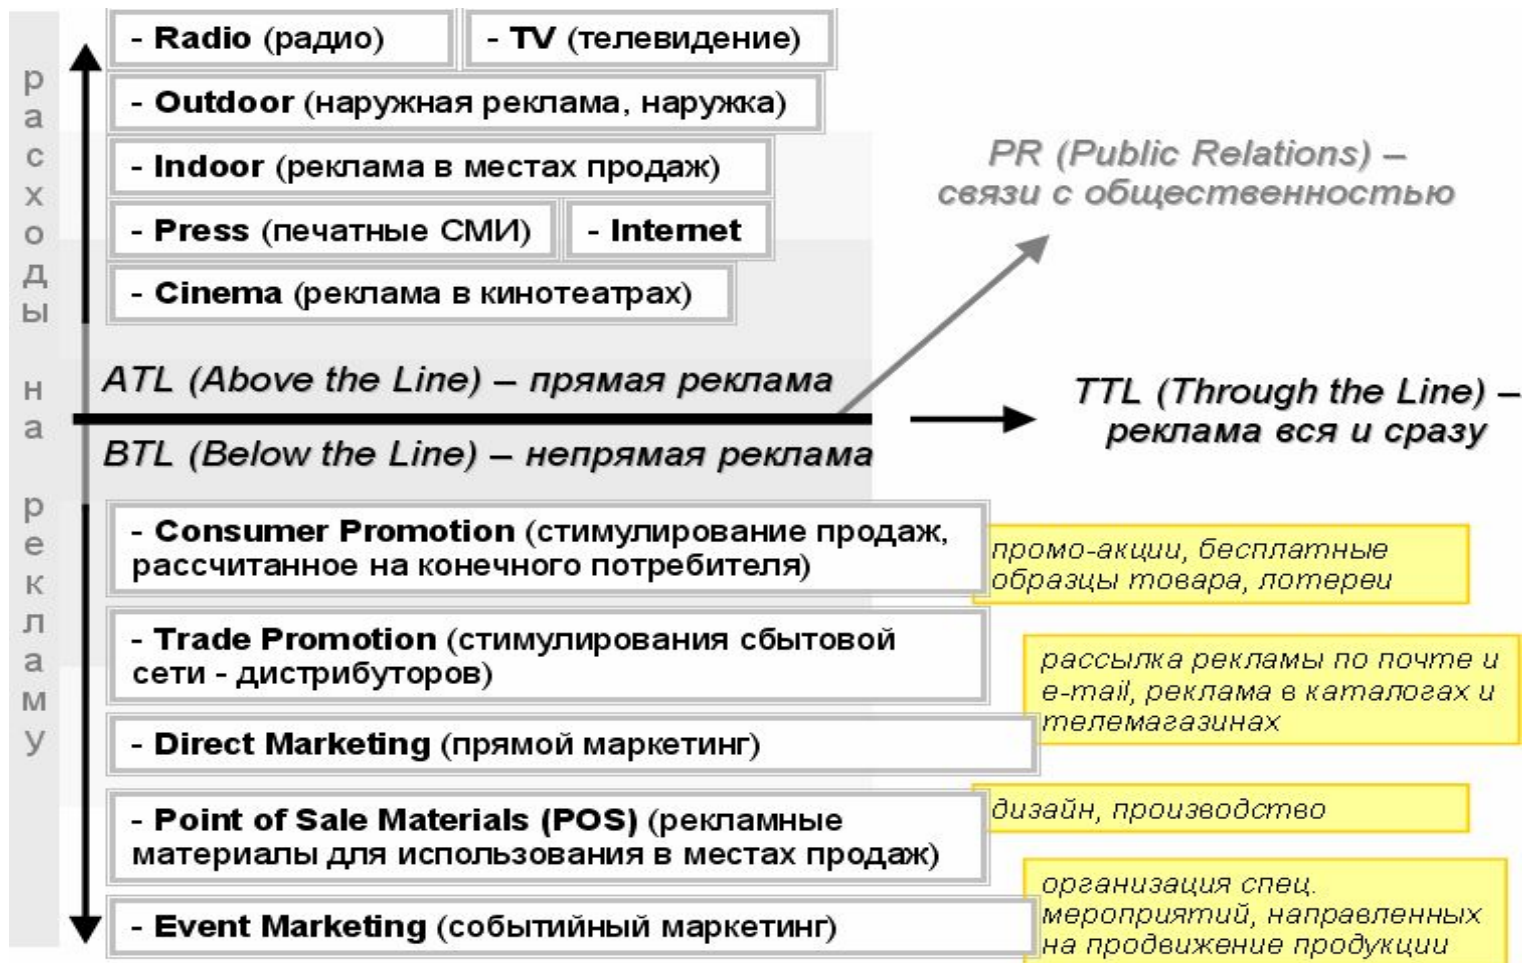 расходы на рекламу
- Radio (радио)
- TV (телевидение)
- Outdoor (наружная реклама, наружка)
- Indoor (реклама в местах продаж)
- Press (печатные СМИ)
- Internet
- Cinema (реклама в кинотеатрах)
PR (Public Relations) –
связи с общественностью
ATL (Above the Line) – прямая реклама
BTL (Below the Line) – непрямая реклама
TTL (Through the Line) –
реклама вся и сразу
- Consumer Promotion (стимулирование продаж,
рассчитанное на конечного потребителя)
промо-акции, бесплатные
образцы товара, лотереи
- Trade Promotion (стимулирования сбытовой
сети - дистрибуторов)
- Direct Marketing (прямой маркетинг)
рассылка рекламы по почте и
e-mail, реклама в каталогах и
телемагазинах
- Point of Sale Materials (POS) (рекламные
материалы для использования в местах продаж)
дизайн, производство
- Event Marketing (событийный маркетинг)
организация спец.
мероприятий, направленных
на продвижение продукции